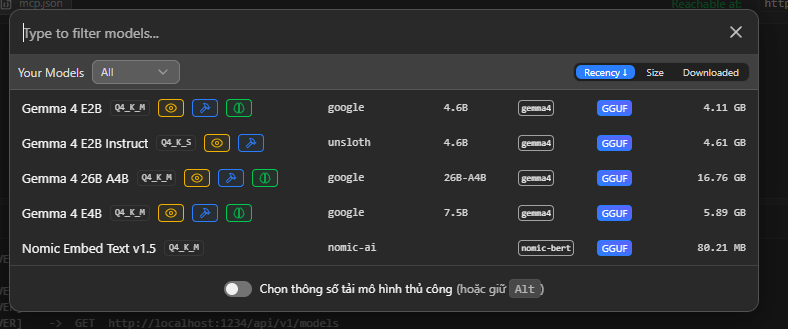 mcp.json
Reachable at: http
Type to filter models...
Your Models All Recency ↓ Size Downloaded
Gemma 4 E2B Q4_K_M google 4.6B gemma4 GGUF 4.11 GB
Gemma 4 E2B Instruct Q4_K_S unsloth 4.6B gemma4 GGUF 4.61 GB
Gemma 4 26B A4B Q4_K_M google 26B-A4B gemma4 GGUF 16.76 GB
Gemma 4 E4B Q4_K_M google 7.5B gemma4 GGUF 5.89 GB
Nomic Embed Text v1.5 Q4_K_M nomic-ai nomic-bert GGUF 80.21 MB
Chọn thông số tải mô hình thủ công (hoặc giữ Alt)
VER] -> GET http://localhost:1234/api/v1/models